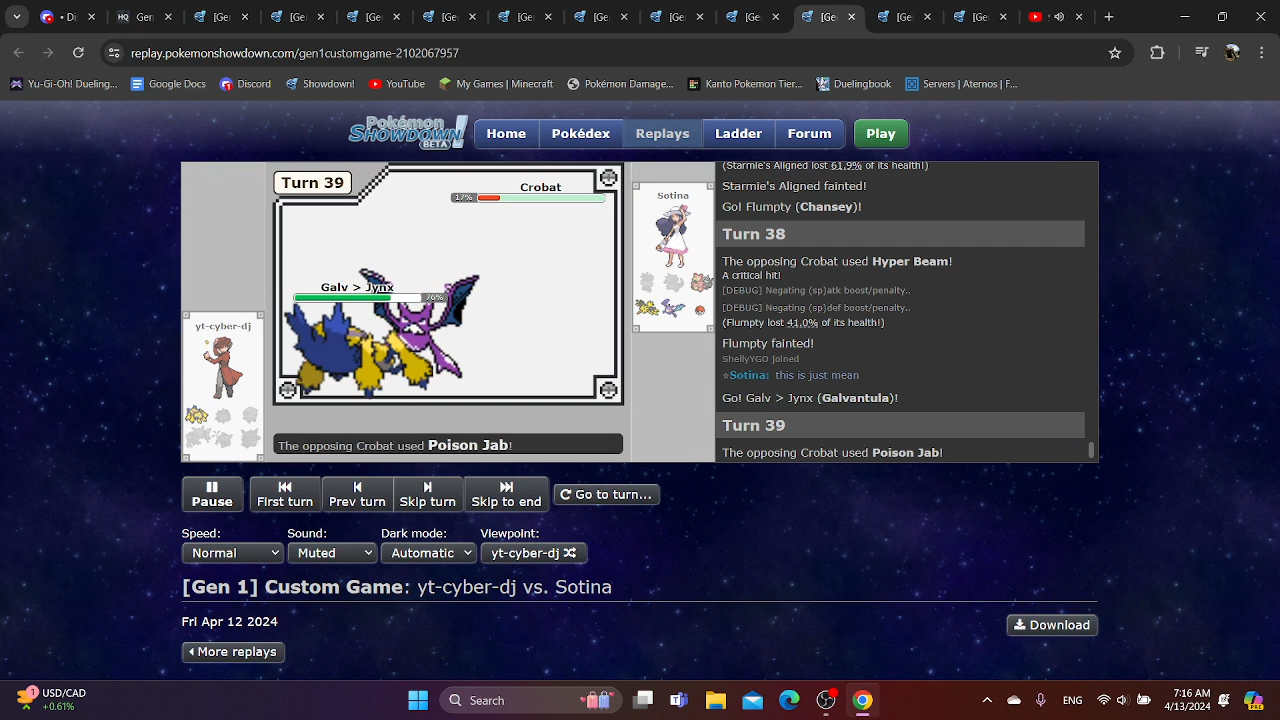 - Di
HQ Ge
[Ge
[Ge
[Ge
[Ge
[Ge
[Ge
[Ge
[Ge
[Ge
[Ge
[Ge
replay.pokemonshowdown.com/gen1customgame-2102067957
Yu-Gi-Oh! Dueling...
Google Docs
Discord
Showdown!
YouTube
My Games | Minecraft
Pokémon Damage...
Kanto Pokemon Tier...
Duelingbook
Servers | Aternos | F...
Pokémon
SHOWDOWN!
BETA
Home
Pokédex
Replays
Ladder
Forum
Play
Turn 39
Crobat
17%
Galv > Jynx
76%
yt-cyber-dj
The opposing Crobat used Poison Jab!
Sotina
(Starmie's Aligned lost 61.9% of its health!)
Starmie's Aligned fainted!
Go! Flumpty (Chansey)!
Turn 38
The opposing Crobat used Hyper Beam!
A critical hit!
[DEBUG] Negating (sp)atk boost/penalty..
[DEBUG] Negating (sp)def boost/penalty..
(Flumpty lost 41.0% of its health!)
Flumpty fainted!
ShellyYGO joined
☆Sotina: this is just mean
Go! Galv > Jynx (Galvantula)!
Turn 39
The opposing Crobat used Poison Jab!
Pause
First turn
Prev turn
Skip turn
Skip to end
Go to turn...
Speed:
Sound:
Dark mode:
Viewpoint:
Normal
Muted
Automatic
yt-cyber-dj
[Gen 1] Custom Game: yt-cyber-dj vs. Sotina
Fri Apr 12 2024
Download
More replays
1
USD/CAD
+0.61%
Search
ENG
7:16 AM
4/13/2024
PRE